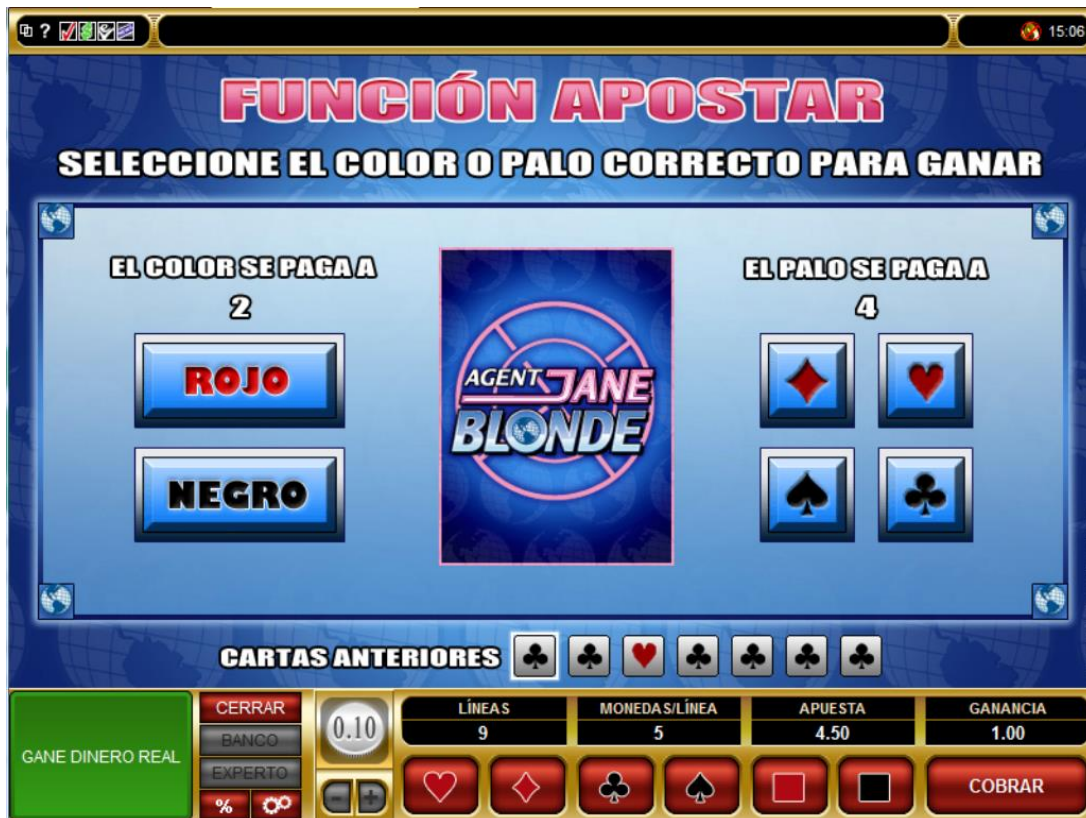 ?
15:06
FUNCIÓN APOSTAR
SELECCIONE EL COLOR O PALO CORRECTO PARA GANAR
EL COLOR SE PAGA A
2
ROJO
NEGRO
AGENT JANE
BLONDE
EL PALO SE PAGA A
4
CARTAS ANTERIORES
GANE DINERO REAL
CERRAR
BANCO
EXPERTO
%
0.10
- +
LÍNEAS
9
MONEDAS/LÍNEA
5
APUESTA
4.50
GANANCIA
1.00
COBRAR